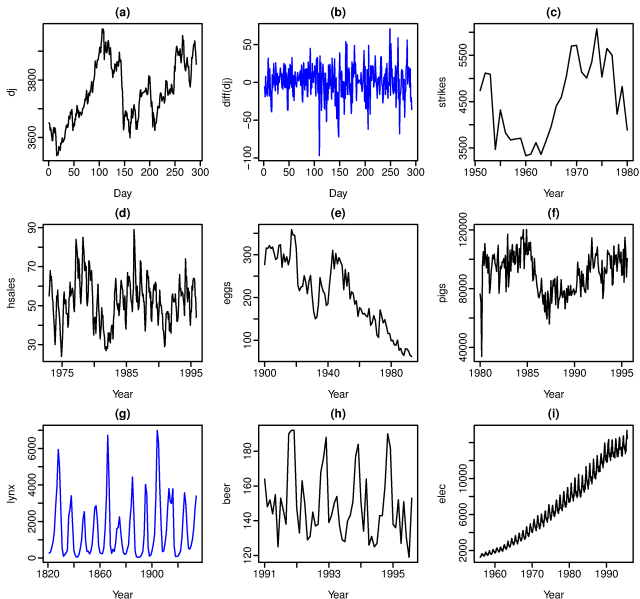 (a)
dj
3600 3800
0 50 100 150 200 250 300
Day
(b)
diff(dj)
−100 −50 0 50
0 50 100 150 200 250 300
Day
(c)
strikes
3500 4500 5500
1950 1960 1970 1980
Year
(d)
hsales
30 50 70 90
1975 1985 1995
Year
(e)
eggs
100 200 300
1900 1940 1980
Year
(f)
pigs
40000 80000 120000
1980 1985 1990 1995
Year
(g)
lynx
0 2000 4000 6000
1820 1860 1900
Year
(h)
beer
120 140 160 180
1991 1993 1995
Year
(i)
elec
2000 6000 10000
1960 1970 1980 1990
Year